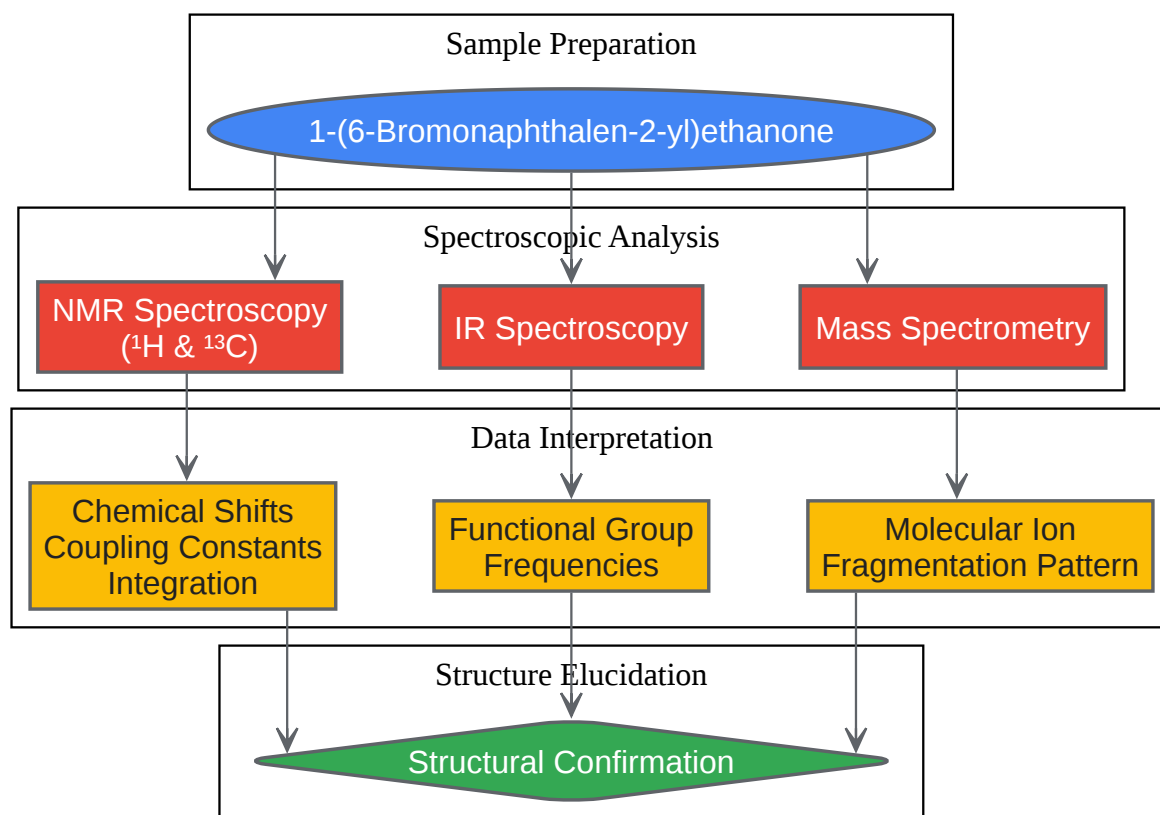 Sample Preparation
1-(6-Bromonaphthalen-2-yl)ethanone
Spectroscopic Analysis
NMR Spectroscopy
(¹H & ¹³C)
IR Spectroscopy
Mass Spectrometry
Data Interpretation
Chemical Shifts
Coupling Constants
Integration
Functional Group
Frequencies
Molecular Ion
Fragmentation Pattern
Structure Elucidation
Structural Confirmation